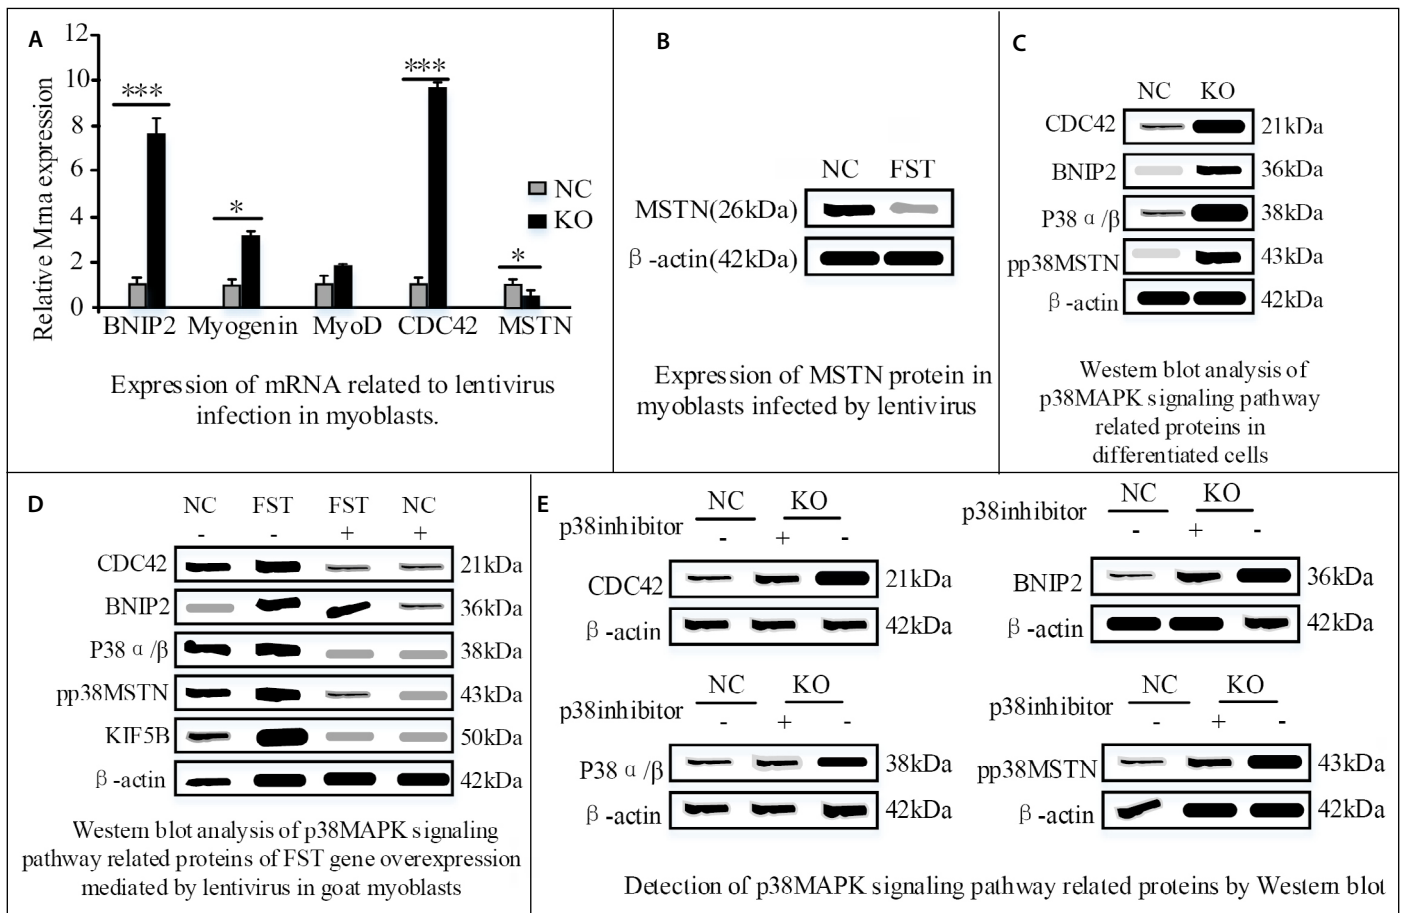 A
12
10
8
6
4
2
0
Relative Mrna expression
***
*
***
*
NC
KO
BNIP2 Myogenin MyoD CDC42 MSTN
Expression of mRNA related to lentivirus
infection in myoblasts.
B
NC FST
MSTN(26kDa)
β-actin(42kDa)
Expression of MSTN protein in
myoblasts infected by lentivirus
C
NC KO
CDC42 21kDa
BNIP2 36kDa
P38α/β 38kDa
pp38MSTN 43kDa
β-actin 42kDa
Western blot analysis of
p38MAPK signaling pathway
related proteins in
differentiated cells
D
NC FST FST NC
- - + +
CDC42 21kDa
BNIP2 36kDa
P38α/β 38kDa
pp38MSTN 43kDa
KIF5B 50kDa
β-actin 42kDa
Western blot analysis of p38MAPK signaling
pathway related proteins of FST gene overexpression
mediated by lentivirus in goat myoblasts
E
NC KO
p38inhibitor
- + -
CDC42 21kDa
β-actin 42kDa
NC KO
p38inhibitor
- + -
BNIP2 36kDa
β-actin 42kDa
NC KO
p38inhibitor
- + -
P38α/β 38kDa
β-actin 42kDa
NC KO
p38inhibitor
- + -
pp38MSTN 43kDa
β-actin 42kDa
Detection of p38MAPK signaling pathway related proteins by Western blot